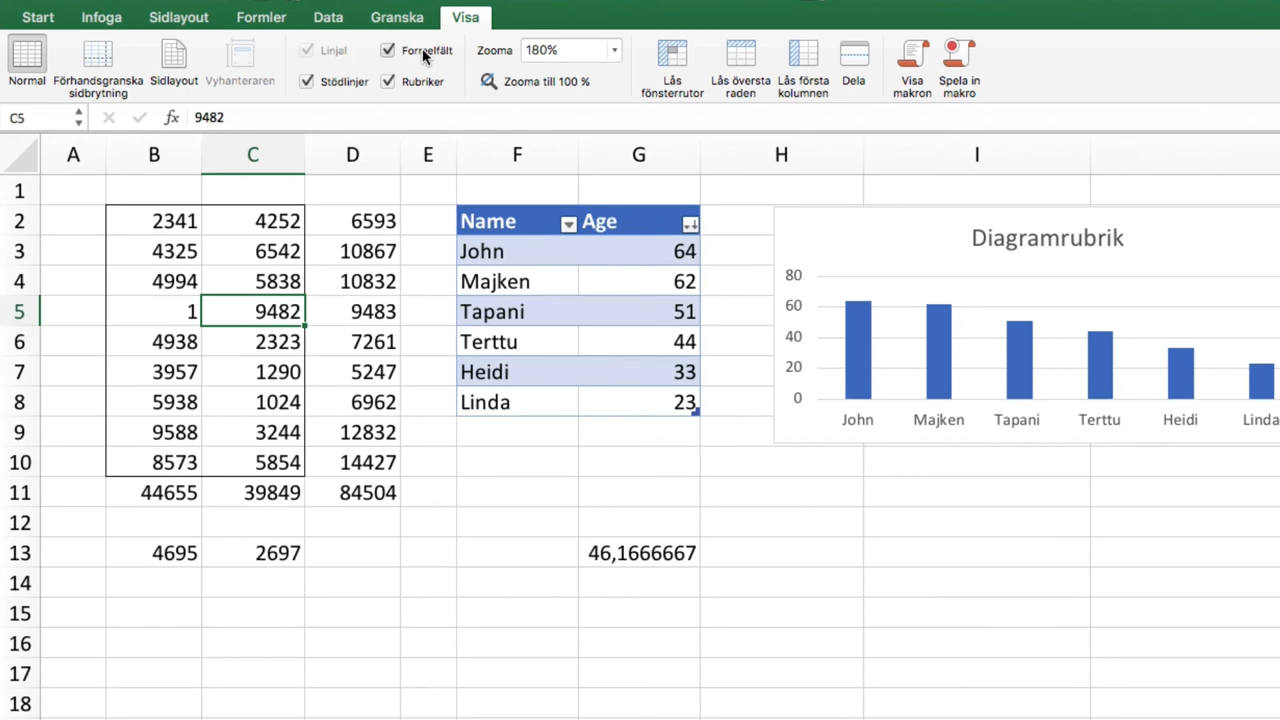 Start Infoga Sidlayout Formler Data Granska Visa
Normal Förhandsgranska sidbrytning Sidlayout Vyhanteraren
Linjal Formelfält
Stödlinjer Rubriker
Zooma 180%
Zooma till 100 %
Lås fönsterrutor Lås översta raden Lås första kolumnen Dela Visa makron Spela in makro
C5 fx 9482
A B C D E F G H I
1
2 2341 4252 6593 Name Age
3 4325 6542 10867 John 64
4 4994 5838 10832 Majken 62
5 1 9482 9483 Tapani 51
6 4938 2323 7261 Terttu 44
7 3957 1290 5247 Heidi 33
8 5938 1024 6962 Linda 23
9 9588 3244 12832
10 8573 5854 14427
11 44655 39849 84504
12
13 4695 2697 46,1666667
14
15
16
17
18
Diagramrubrik
80
60
40
20
0
John Majken Tapani Terttu Heidi Linda